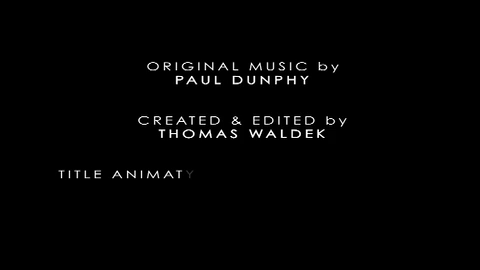 ORIGINAL MUSIC by
PAUL DUNPHY
CREATED & EDITED by
THOMAS WALDEK
TITLE ANIMATY